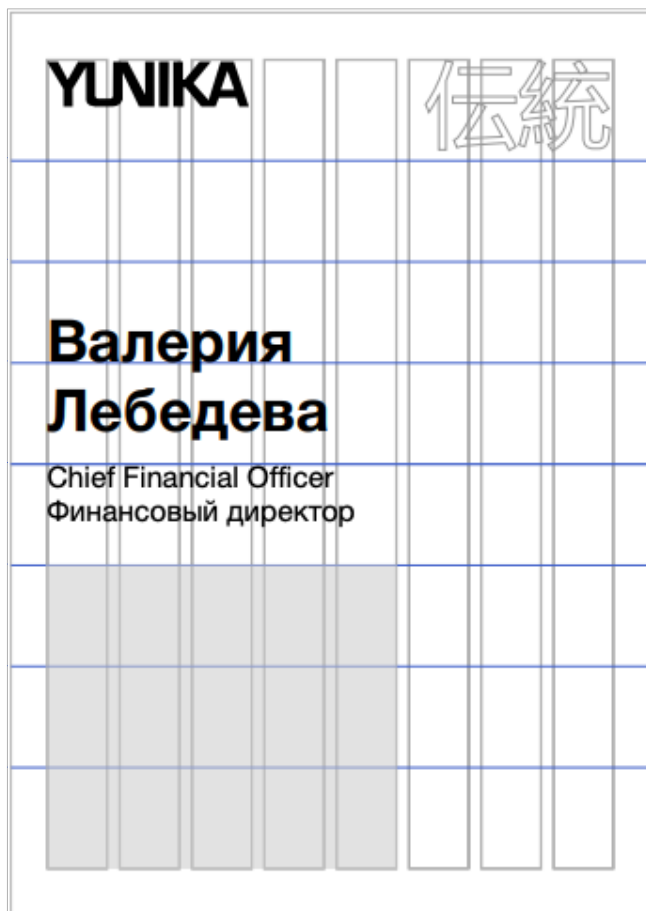 YUNIKA
伝統
Валерия
Лебедева
Chief Financial Officer
Финансовый директор